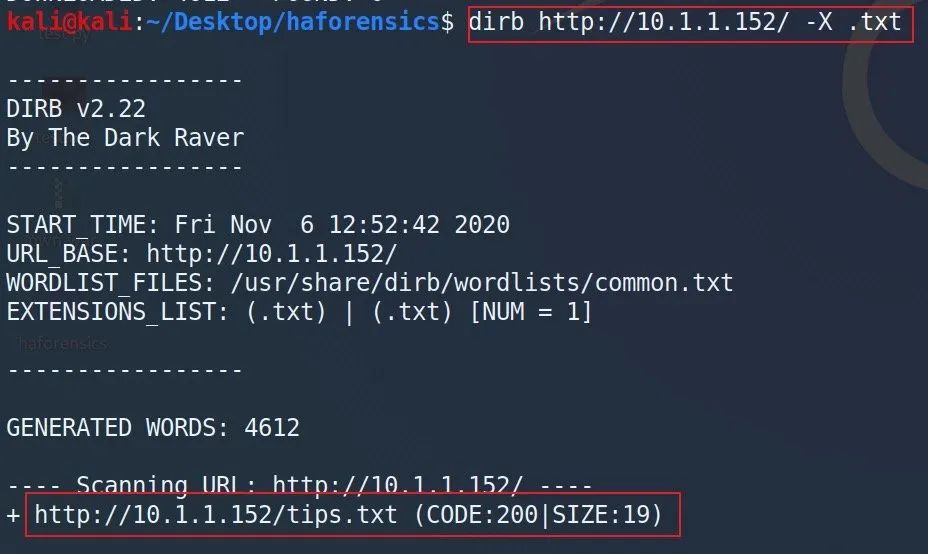 kali@kali:~/Desktop/haforensics$ dirb http://10.1.1.152/ -X .txt
-----------------
DIRB v2.22
By The Dark Raver
-----------------
START_TIME: Fri Nov  6 12:52:42 2020
URL_BASE: http://10.1.1.152/
WORDLIST_FILES: /usr/share/dirb/wordlists/common.txt
EXTENSIONS_LIST: (.txt) | (.txt) [NUM = 1]
haforensics
-----------------
GENERATED WORDS: 4612
---- Scanning URL: http://10.1.1.152/ ----
+ http://10.1.1.152/tips.txt (CODE:200|SIZE:19)